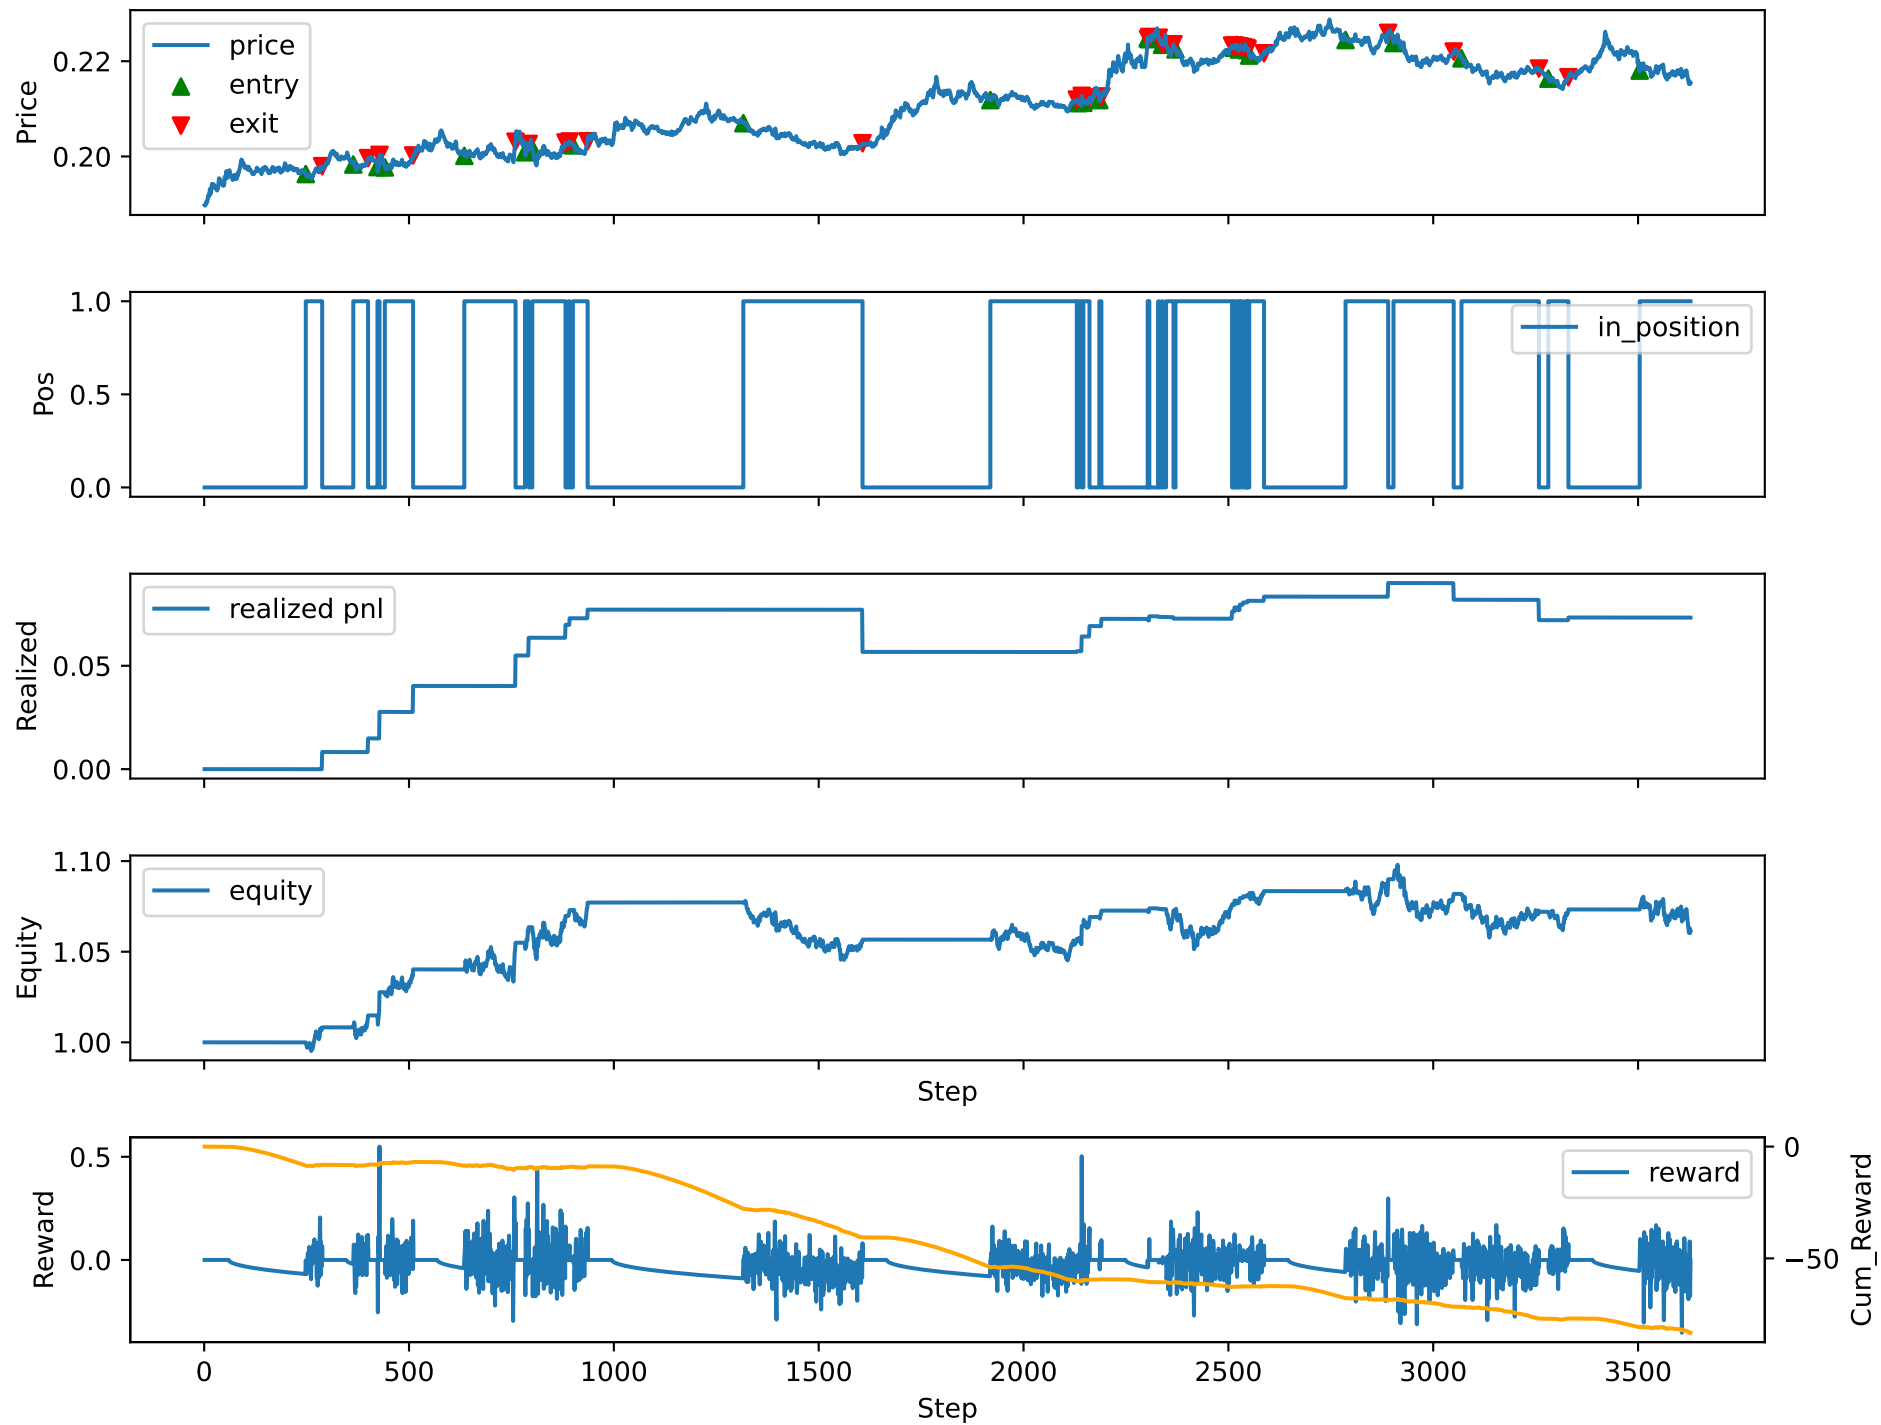 price
entry
exit
0.22
0.20
Price
in_position
1.0
0.5
0.0
Pos
realized pnl
0.05
0.00
Realized
equity
1.10
1.05
1.00
Equity
Step
reward
0.5
0.0
Reward
0
−50
Cum_Reward
0
500
1000
1500
2000
2500
3000
3500
Step